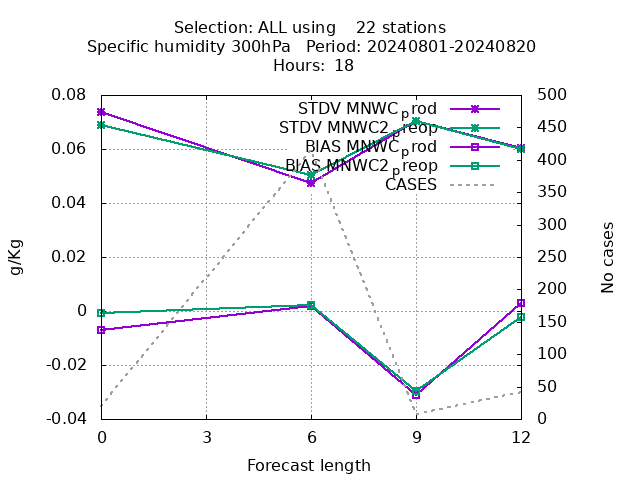 Selection: ALL using    22 stations
Specific humidity 300hPa   Period: 20240801-20240820
Hours:  18
STDV MNWC_prod
STDV MNWC2_preop
BIAS MNWC_prod
BIAS MNWC2_preop
CASES
g/Kg
0.08
0.06
0.04
0.02
0
-0.02
-0.04
0 3 6 9 12
Forecast length
500
450
400
350
300
250
200
150
100
50
0
No cases